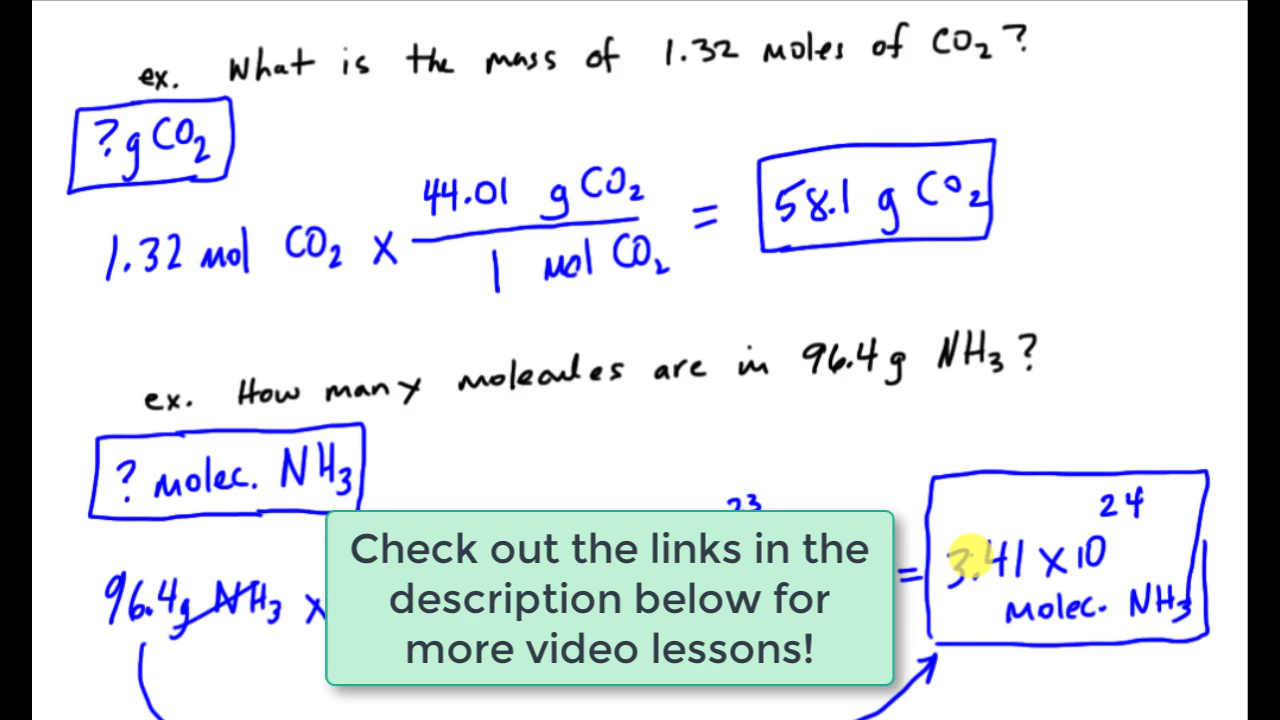 ex. What is the mass of 1.32 moles of CO₂?
? g CO₂
44.01 g CO₂
1.32 mol CO₂ × = 58.1 g CO₂
1 mol CO₂
ex. How many molecules are in 96.4 g NH₃?
? molec. NH₃
23
24
96.4 g NH₃ × = 3.41 × 10
molec. NH₃
Check out the links in the
description below for
more video lessons!